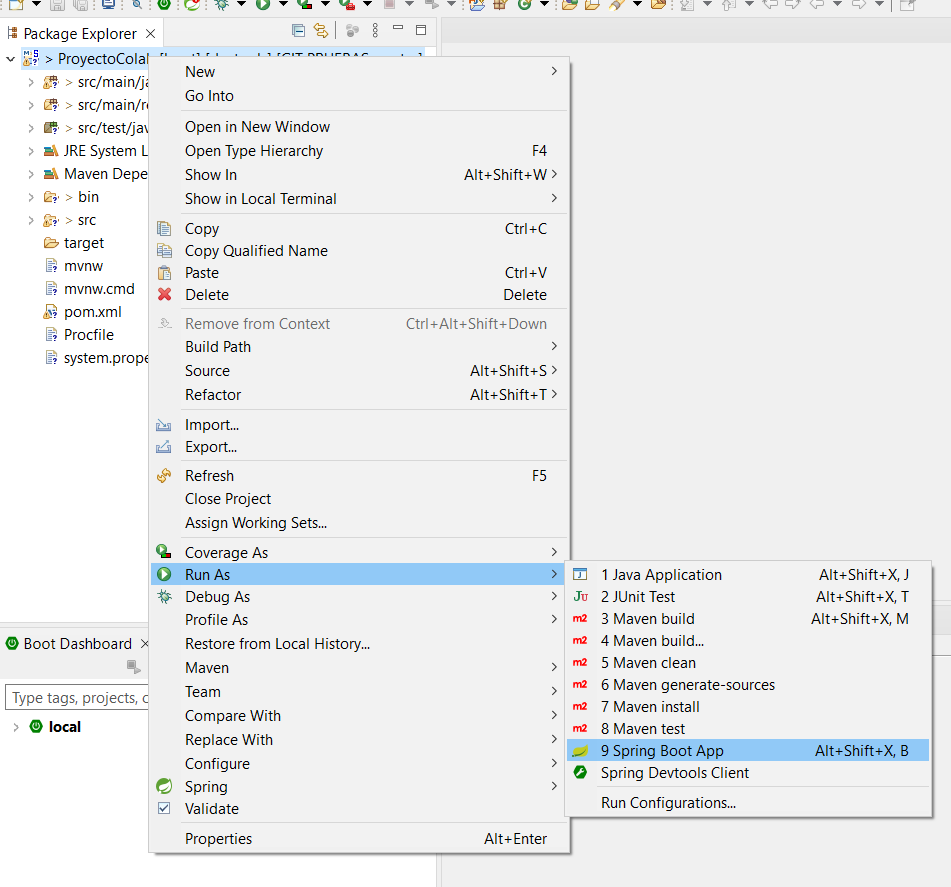 Package Explorer
> ProyectoColab [boot] [devtools] [GIT-PRUEBAS
> src/main/ja
> src/main/re
> src/test/jav
JRE System L
Maven Depe
> bin
> src
target
mvnw
mvnw.cmd
pom.xml
Procfile
system.prope
New
Go Into
Open in New Window
Open Type Hierarchy F4
Show In Alt+Shift+W
Show in Local Terminal
Copy Ctrl+C
Copy Qualified Name
Paste Ctrl+V
Delete Delete
Remove from Context Ctrl+Alt+Shift+Down
Build Path
Source Alt+Shift+S
Refactor Alt+Shift+T
Import...
Export...
Refresh F5
Close Project
Assign Working Sets...
Coverage As
Run As
Debug As
Profile As
Restore from Local History...
Maven
Team
Compare With
Replace With
Configure
Spring
Validate
Properties Alt+Enter
1 Java Application Alt+Shift+X, J
2 JUnit Test Alt+Shift+X, T
3 Maven build Alt+Shift+X, M
4 Maven build...
5 Maven clean
6 Maven generate-sources
7 Maven install
8 Maven test
9 Spring Boot App Alt+Shift+X, B
Spring Devtools Client
Run Configurations...
Boot Dashboard
Type tags, projects, c
local